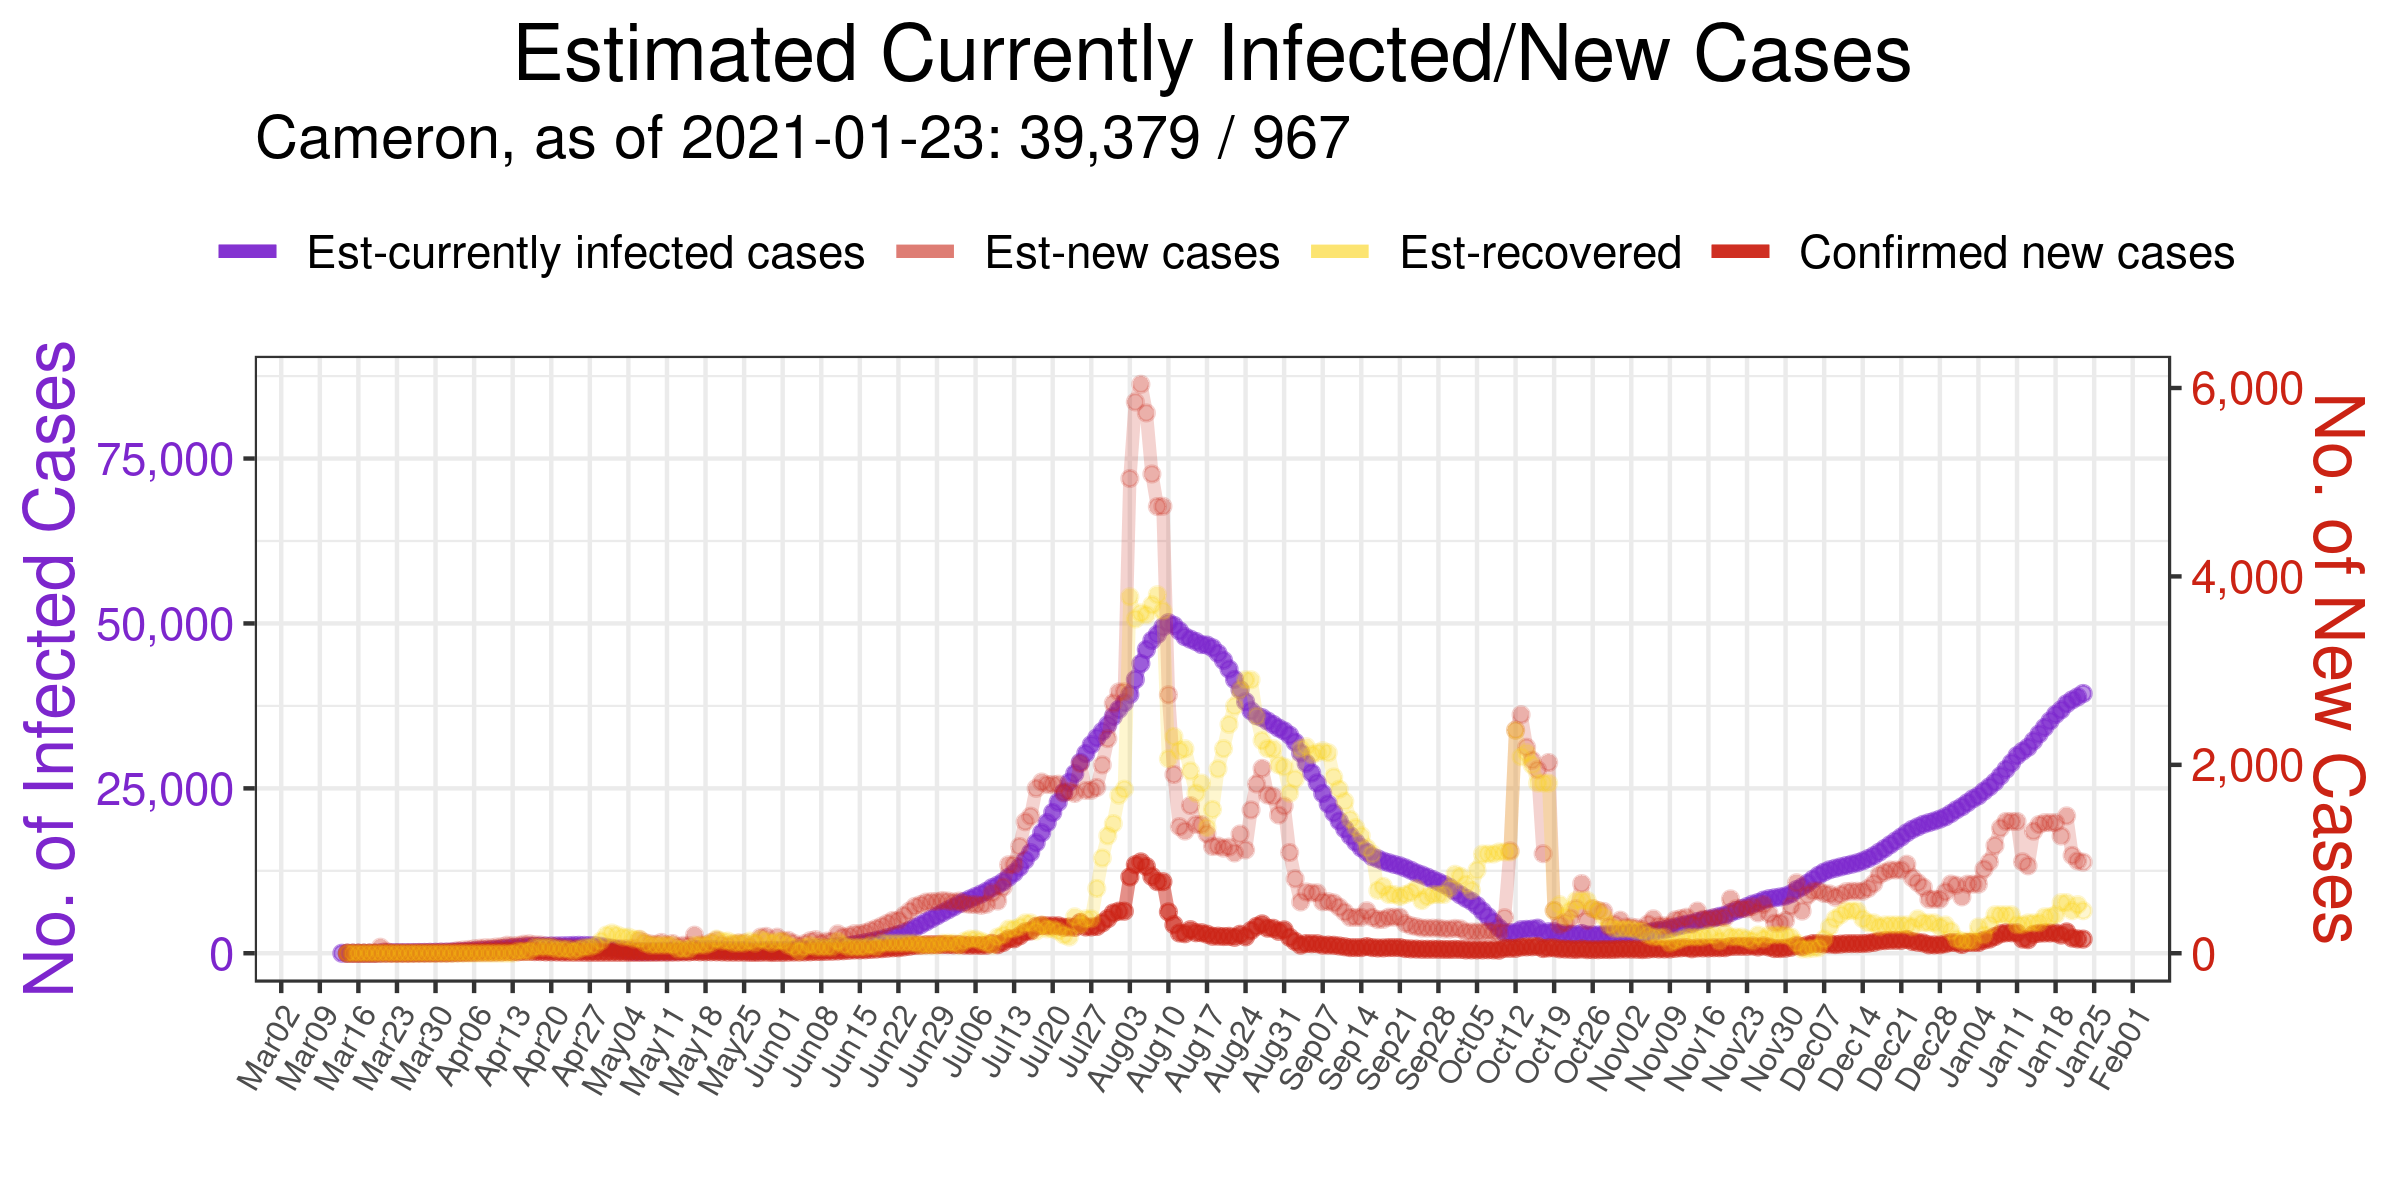 Estimated Currently Infected/New Cases
Cameron, as of 2021-01-23: 39,379 / 967
Est-currently infected cases Est-new cases Est-recovered Confirmed new cases
No. of Infected Cases
75,000
50,000
25,000
0
6,000
4,000
2,000
0
No. of New Cases
Mar02 Mar09 Mar16 Mar23 Mar30 Apr06 Apr13 Apr20 Apr27 May04 May11 May18 May25 Jun01 Jun08 Jun15 Jun22 Jun29 Jul06 Jul13 Jul20 Jul27 Aug03 Aug10 Aug17 Aug24 Aug31 Sep07 Sep14 Sep21 Sep28 Oct05 Oct12 Oct19 Oct26 Nov02 Nov09 Nov16 Nov23 Nov30 Dec07 Dec14 Dec21 Dec28 Jan04 Jan11 Jan18 Jan25 Feb01